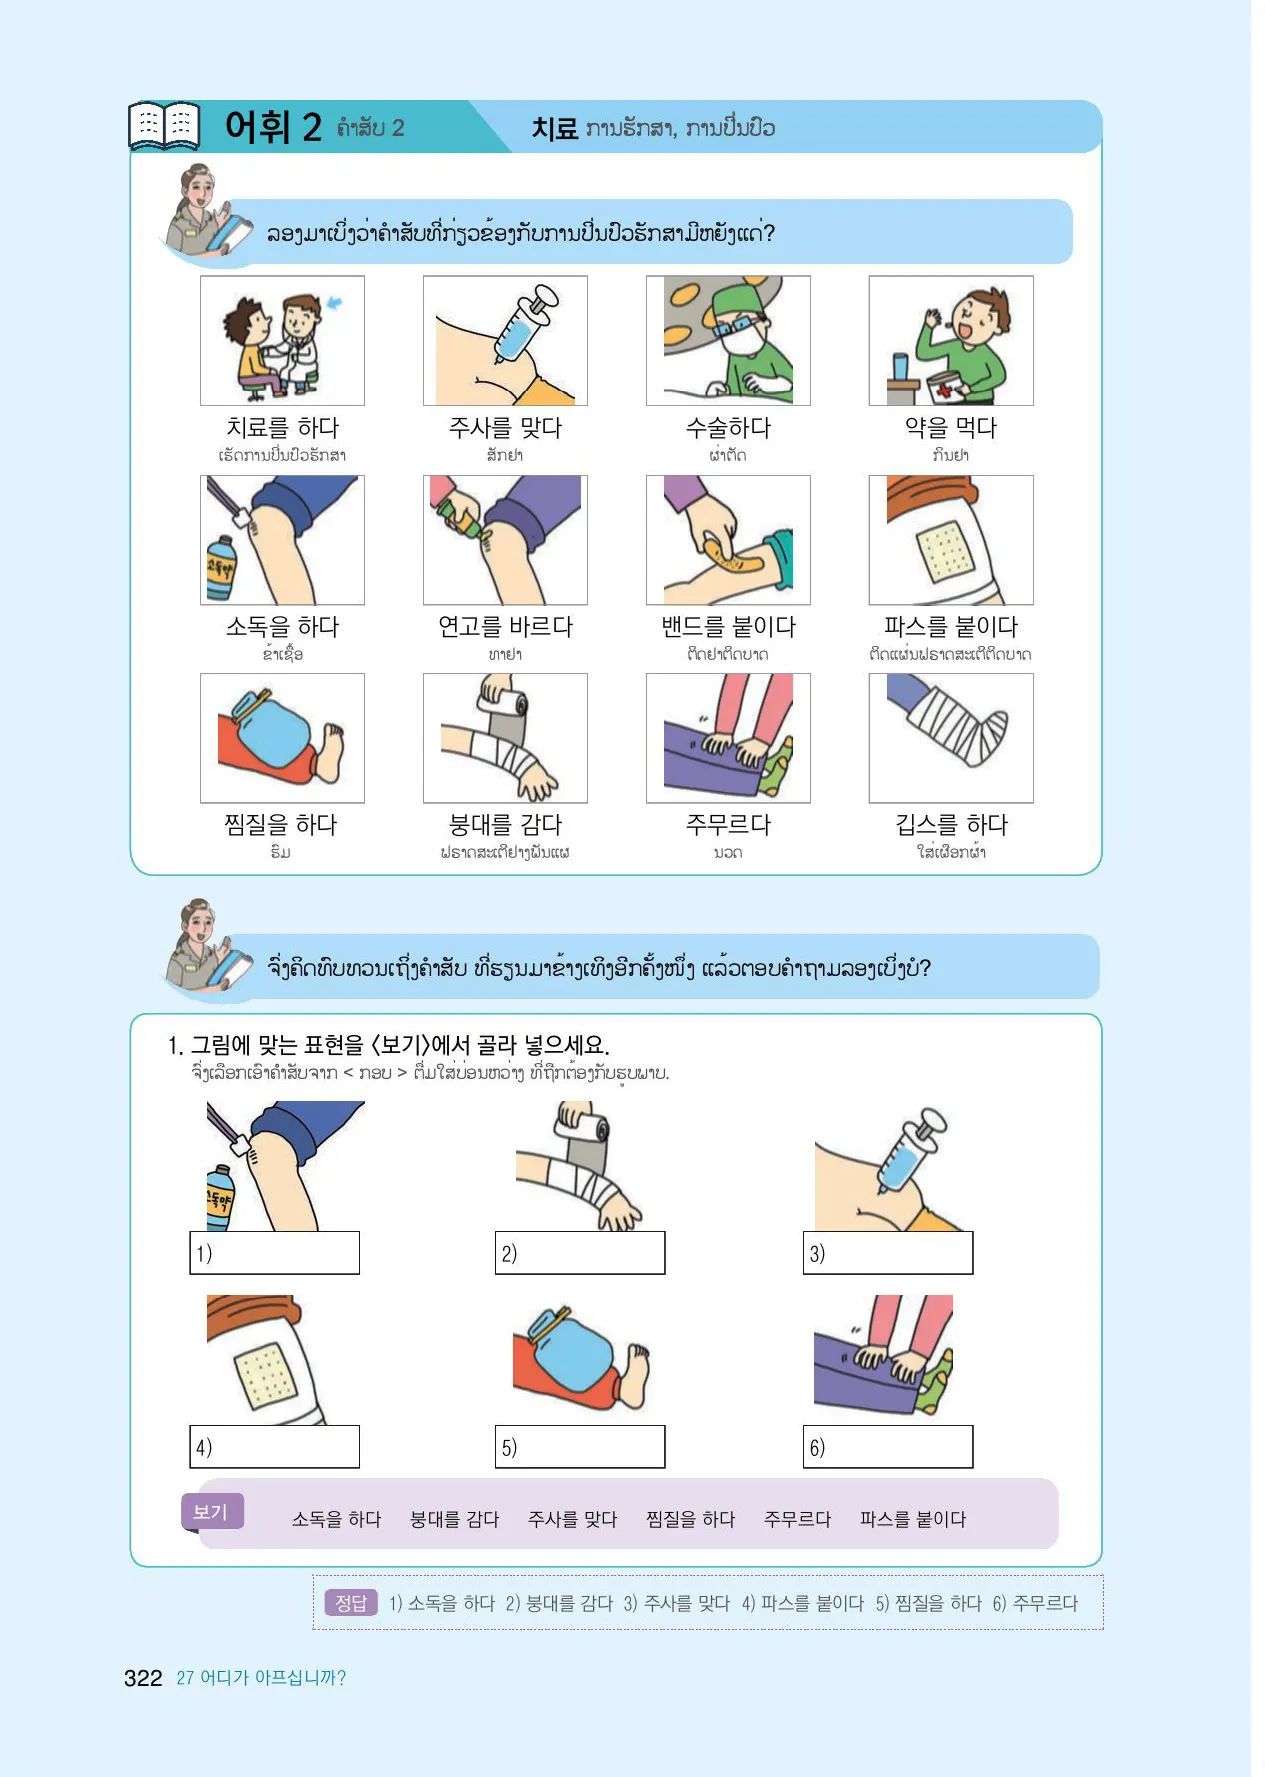 어휘 2 ຄຳສັບ 2 치료 ການຮັກສາ, ການປິ່ນປົວ
ລອງມາເບິ່ງວ່າຄຳສັບທີ່ກ່ຽວຂ້ອງກັບການປິ່ນປົວຮັກສາມີຫຍັງແດ່?
치료를 하다 주사를 맞다 수술하다 약을 먹다
ເຮັດການປິ່ນປົວຮັກສາ ສັກຢາ ຜ່າຕັດ ກິນຢາ
소독약
소독을 하다 연고를 바르다 밴드를 붙이다 파스를 붙이다
ຂ້າເຊື້ອ ທາຢາ ຕິດຢາຕິດບາດ ຕິດແຜ່ນຟຣາດສະເຕີຕິດບາດ
찜질을 하다 붕대를 감다 주무르다 깁스를 하다
ຮົມ ຟຣາດສະເຕີຢາງພັນແຜ ນວດ ໃສ່ເຝືອກຜ້າ
ຈົ່ງຄິດທົບທວນເຖິ່ງຄຳສັບ ທີ່ຮຽນມາຂ້າງເທິງອີກຄັ້ງໜຶ່ງ ແລ້ວຕອບຄຳຖາມລອງເບິ່ງບໍ?
1. 그림에 맞는 표현을 〈보기〉에서 골라 넣으세요.
ຈົ່ງເລືອກເອົາຄຳສັບຈາກ < ກອບ > ຕື່ມໃສ່ບ່ອນຫວ່າງ ທີ່ຖືກຕ້ອງກັບຮູບພາບ.
소독약
1) 2) 3)
4) 5) 6)
보기 소독을 하다 붕대를 감다 주사를 맞다 찜질을 하다 주무르다 파스를 붙이다
정답 1) 소독을 하다 2) 붕대를 감다 3) 주사를 맞다 4) 파스를 붙이다 5) 찜질을 하다 6) 주무르다
322 27 어디가 아프십니까?